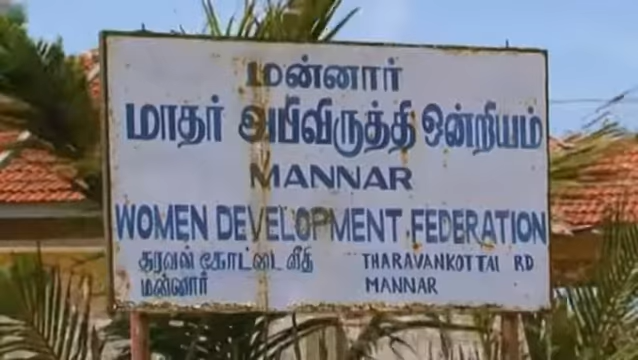 மன்னார்
மாதர் அபிவிருத்தி ஒன்றியம்
MANNAR
WOMEN DEVELOPMENT FEDERATION
தரவன் கோட்டை வீதி THARAVANKOTTAI RD
மன்னார் MANNAR